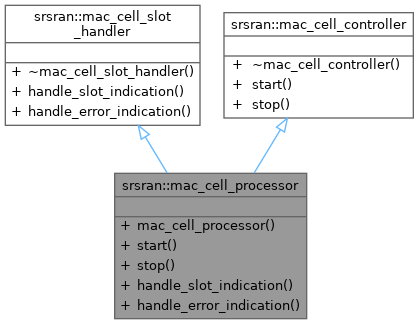 srsran::mac_cell_slot
_handler
+ ~mac_cell_slot_handler()
+ handle_slot_indication()
+ handle_error_indication()
srsran::mac_cell_controller
+ ~mac_cell_controller()
+ start()
+ stop()
srsran::mac_cell_processor
+ mac_cell_processor()
+ start()
+ stop()
+ handle_slot_indication()
+ handle_error_indication()